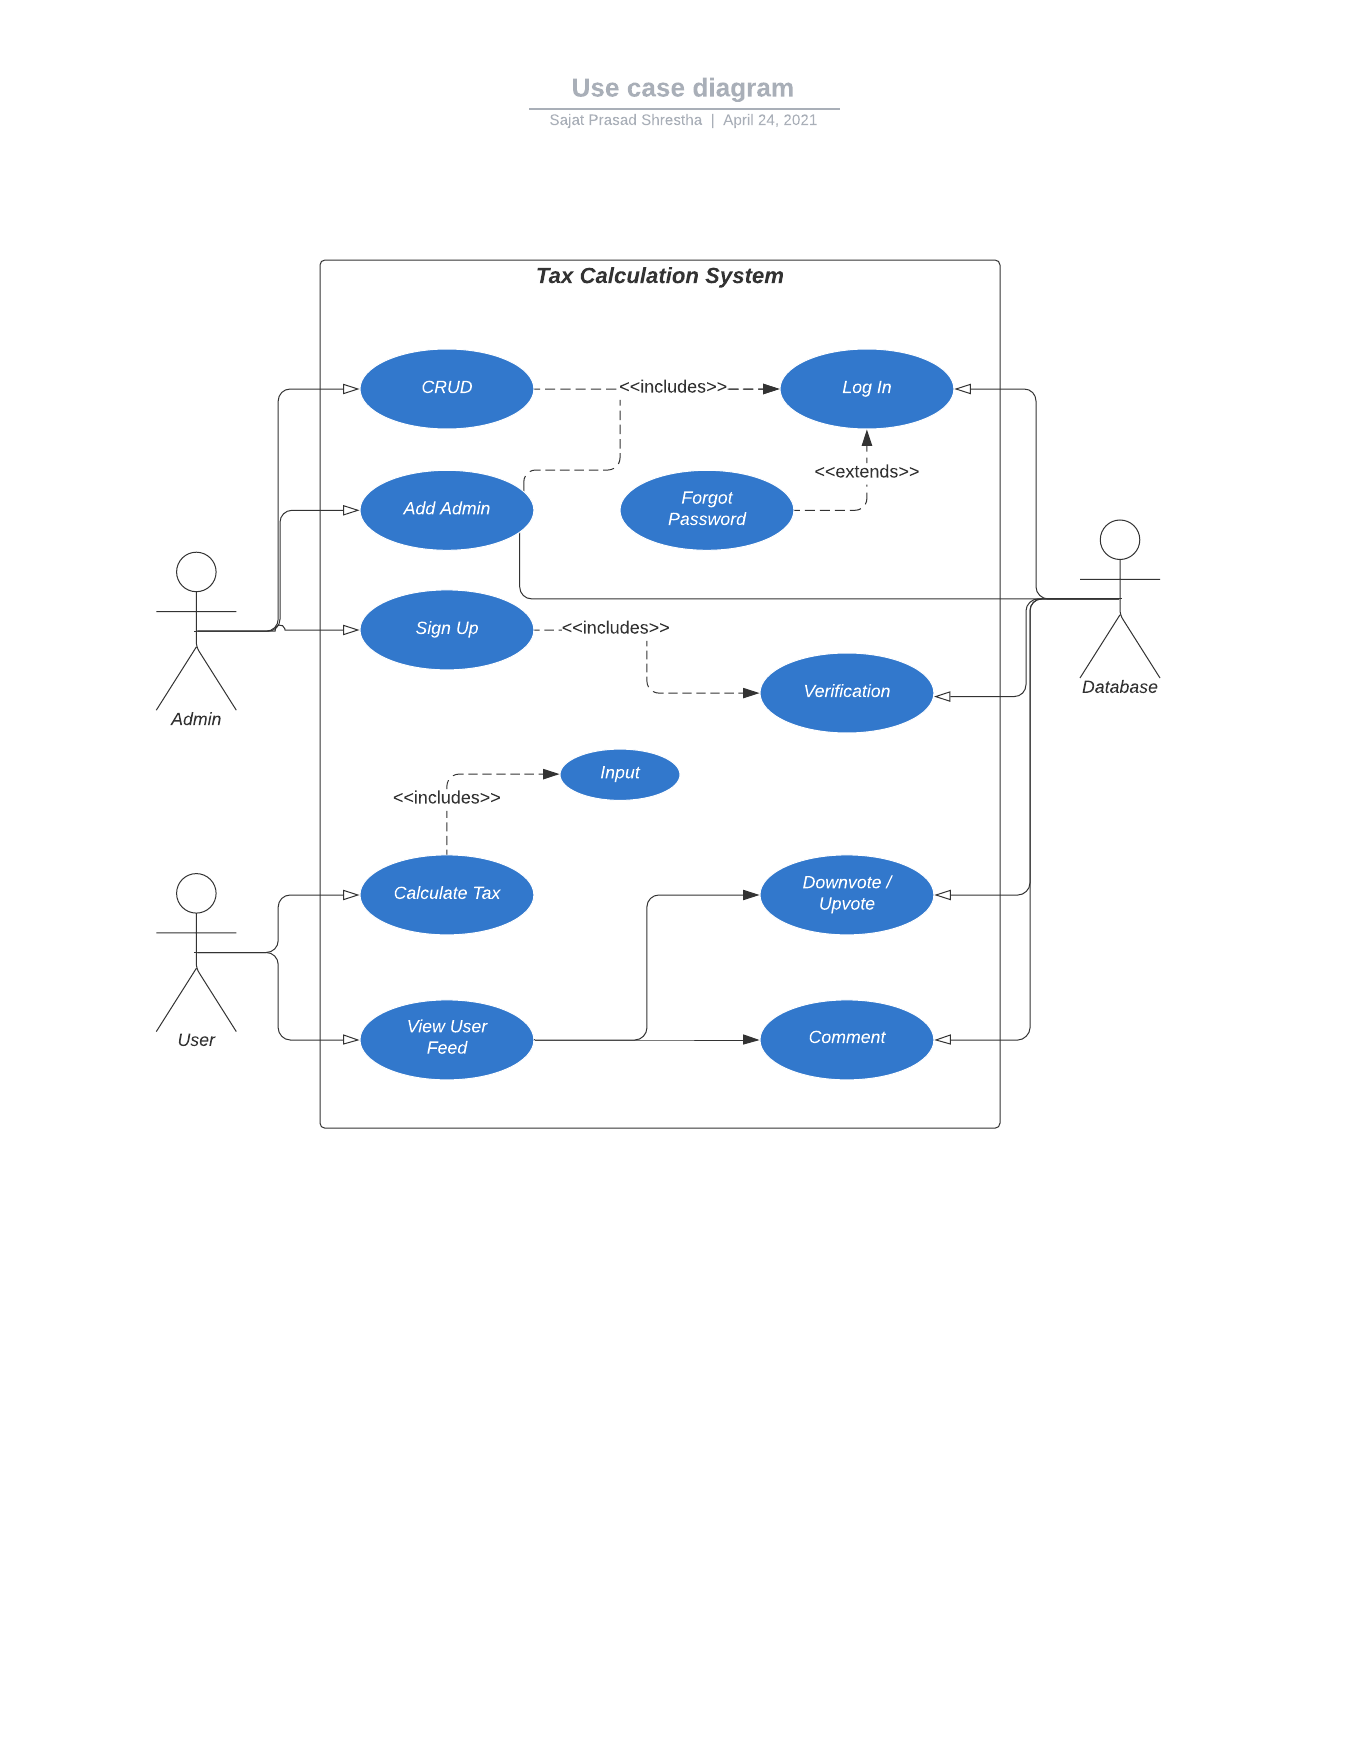 Use case diagram
Sajat Prasad Shrestha | April 24, 2021
Tax Calculation System
CRUD
<<includes>>
Log In
<<extends>>
Add Admin
Forgot
Password
Sign Up
<<includes>>
Verification
Admin
Database
Input
<<includes>>
Calculate Tax
Downvote /
Upvote
User
View User
Feed
Comment